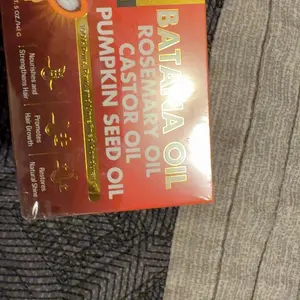 BATANA OIL
ROSEMARY OIL
CASTOR OIL
PUMPKIN SEED OIL
Nourishes and
Strengthens Hair
Promotes
Hair Growth
Restores
Natural Shine